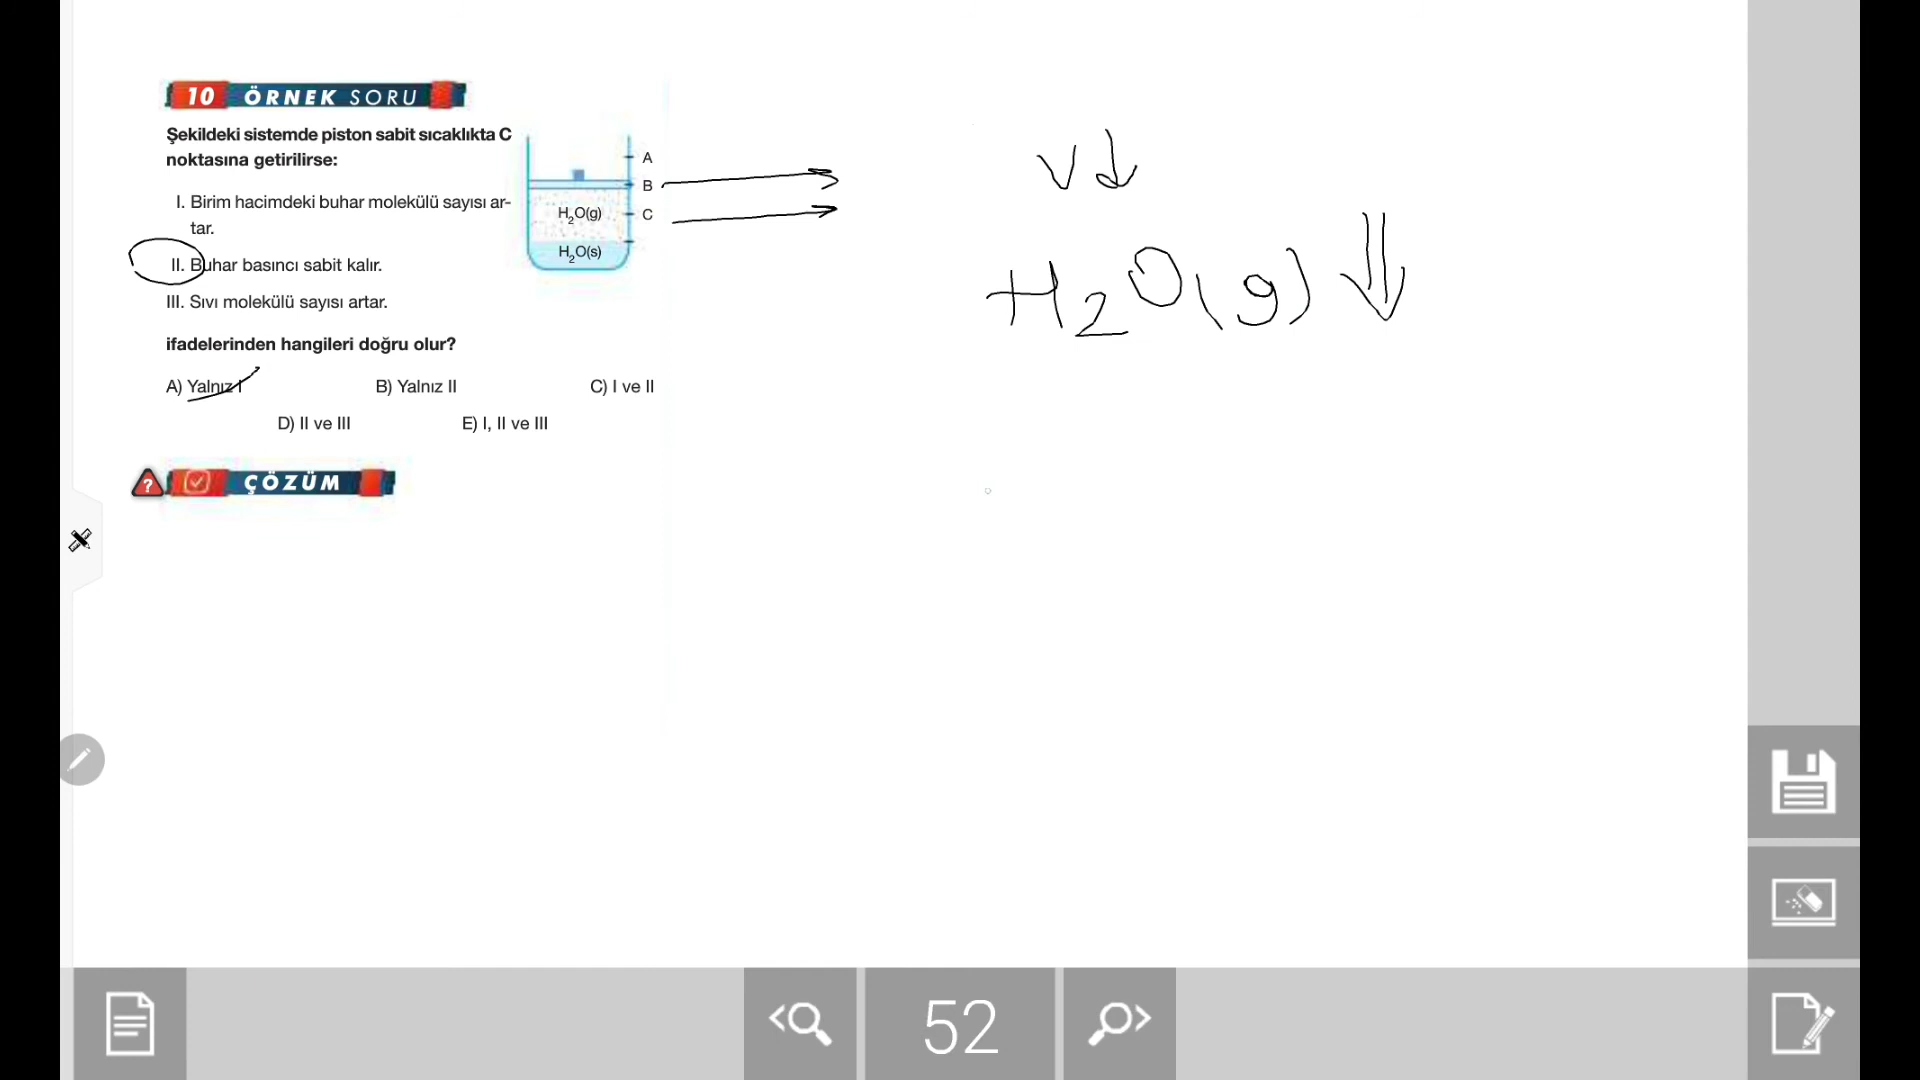 10 ÖRNEK SORU
Şekildeki sistemde piston sabit sıcaklıkta C
noktasına getirilirse:
I. Birim hacimdeki buhar molekülü sayısı ar-
tar.
II. Buhar basıncı sabit kalır.
III. Sıvı molekülü sayısı artar.
ifadelerinden hangileri doğru olur?
A) Yalnız I
B) Yalnız II
C) I ve II
D) II ve III
E) I, II ve III
A
B
C
H₂O(g)
H₂O(s)
V↓
H₂O(g) ⇓
? ÇÖZÜM
< >
52